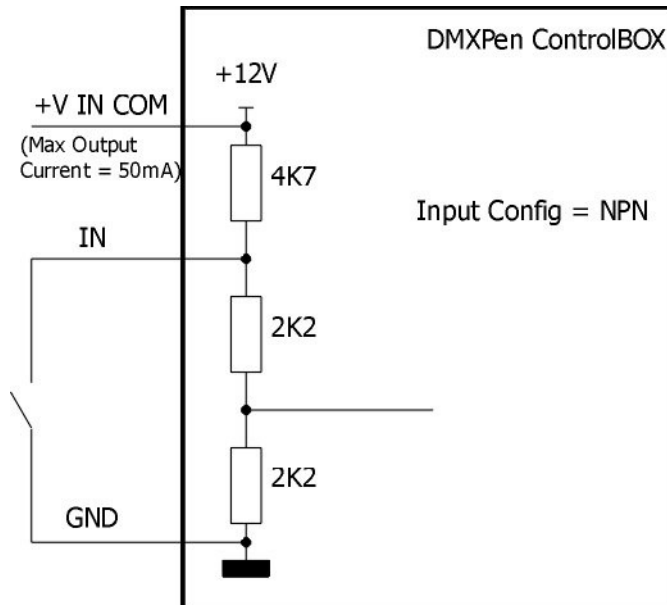 DMXPen ControlBOX
+12V
+V IN COM
(Max Output
Current = 50mA)
4K7
Input Config = NPN
IN
2K2
2K2
GND